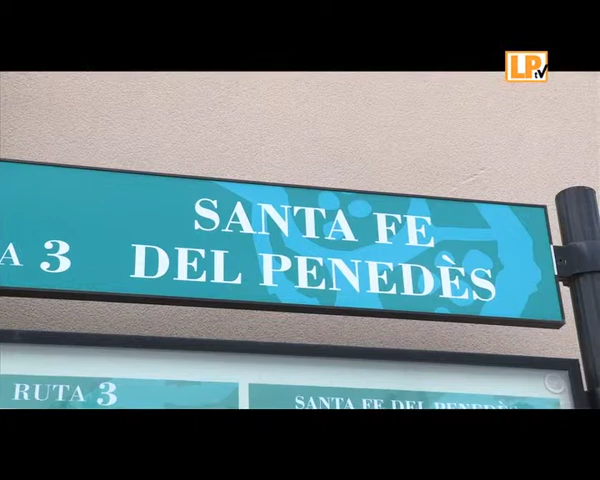 LP
tv
SANTA FE
A 3 DEL PENEDÈS
RUTA 3
SANTA FE DEL PENEDÈS